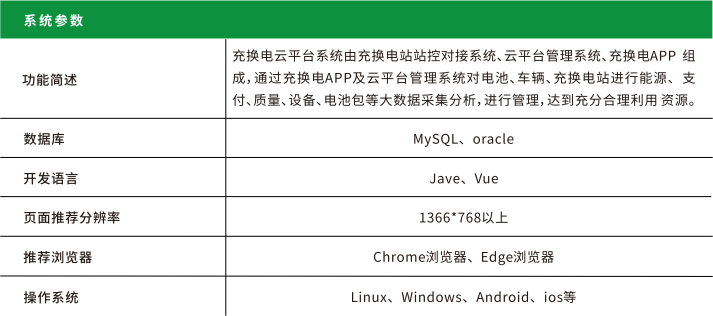 系统参数
功能简述
充换电云平台系统由充换电站站控对接系统、云平台管理系统、充换电APP 组
成，通过充换电APP及云平台管理系统对电池、车辆、充换电站进行能源、支
付、质量、设备、电池包等大数据采集分析，进行管理，达到充分合理利用 资源。
数据库
MySQL、oracle
开发语言
Jave、Vue
页面推荐分辨率
1366*768以上
推荐浏览器
Chrome浏览器、Edge浏览器
操作系统
Linux、Windows、Android、ios等